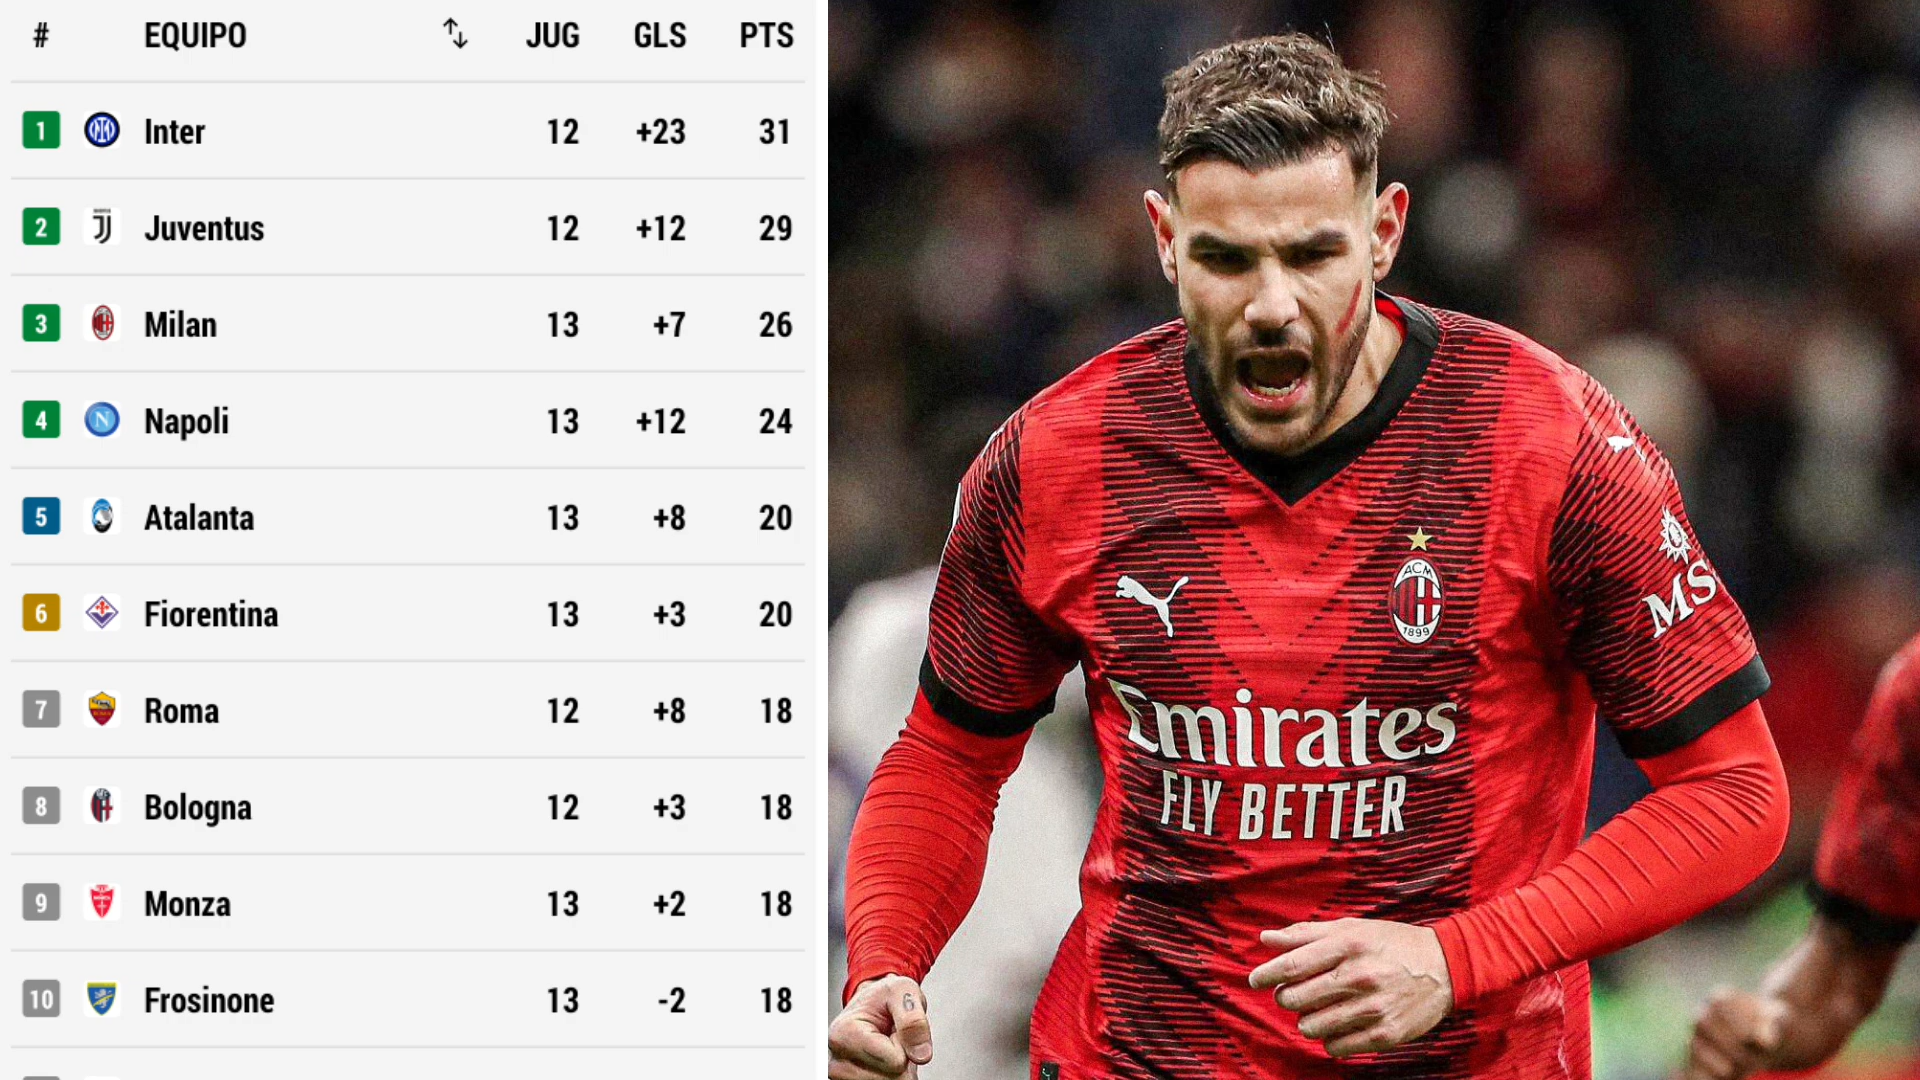 # EQUIPO JUG GLS PTS
1 Inter 12 +23 31
2 Juventus 12 +12 29
3 Milan 13 +7 26
4 Napoli 13 +12 24
5 Atalanta 13 +8 20
6 Fiorentina 13 +3 20
7 Roma 12 +8 18
8 Bologna 12 +3 18
9 Monza 13 +2 18
10 Frosinone 13 -2 18
ACM
1899
MS
Emirates
FLY BETTER
6